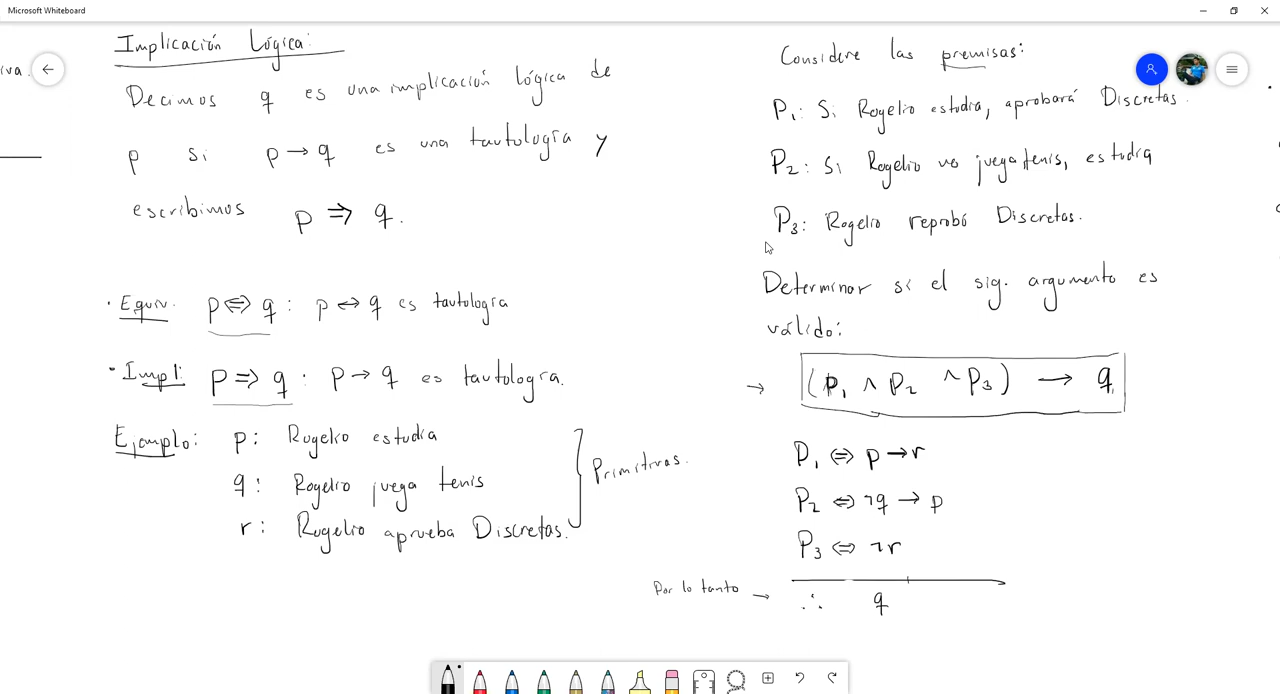 Microsoft Whiteboard
Implicación Lógica:
iva.
Decimos q es una implicación lógica de
p si p → q es una tautología y
escribimos p ⇒ q.
· Equiv. p ⇔ q : p ↔ q es tautología
· Impl: p ⇒ q : p → q es tautología.
Ejemplo: p: Rogelio estudia
q: Rogelio juega tenis
r: Rogelio aprueba Discretas.
Primitivas.
Considere las premisas:
P₁: Si Rogelio estudia, aprobará Discretas.
P₂: Si Rogelio no juega tenis, estudia
P₃: Rogelio reprobó Discretas.
Determinar si el sig. argumento es
válido:
→ (P₁ ∧ P₂ ∧ P₃) → q
P₁ ⇔ p → r
P₂ ⇔ ¬q → p
P₃ ⇔ ¬r
Por lo tanto → ∴ q